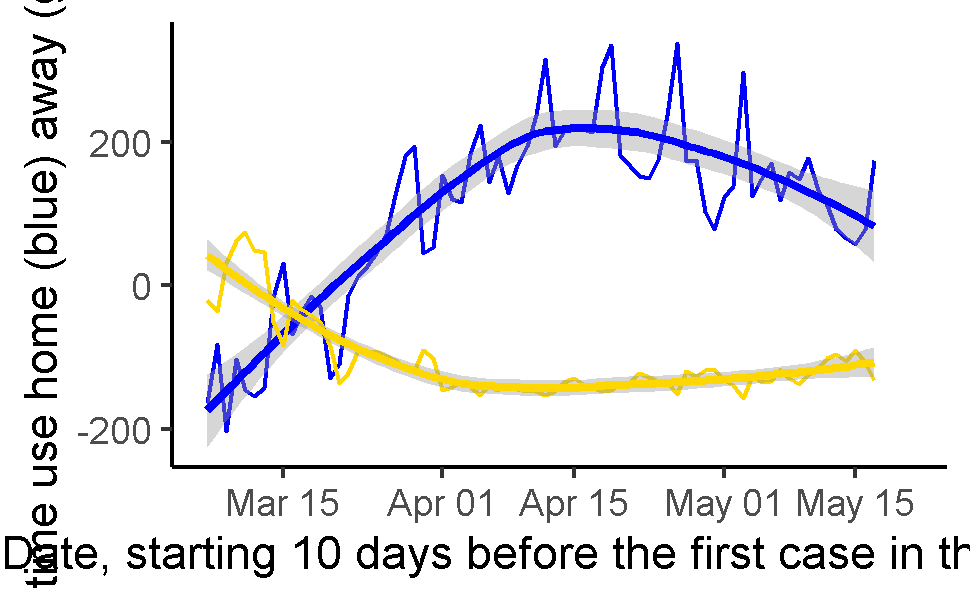 time use home (blue) away (
200
0
-200
Mar 15
Apr 01
Apr 15
May 01
May 15
Date, starting 10 days before the first case in th